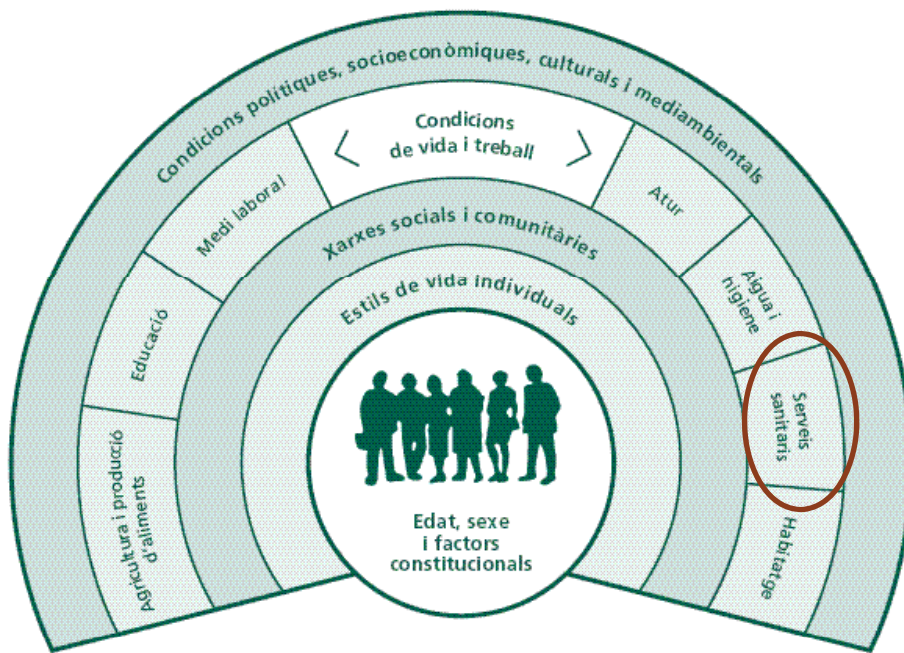 Condicions polítiques, socioeconòmiques, culturals i mediambientals
Condicions
de vida i treball
Medi laboral
Atur
Xarxes socials i comunitàries
Aigua i
higiene
Estils de vida individuals
Educació
Serveis
sanitaris
Agricultura i producció
d'aliments
Habitatge
Edat, sexe
i factors
constitucionals